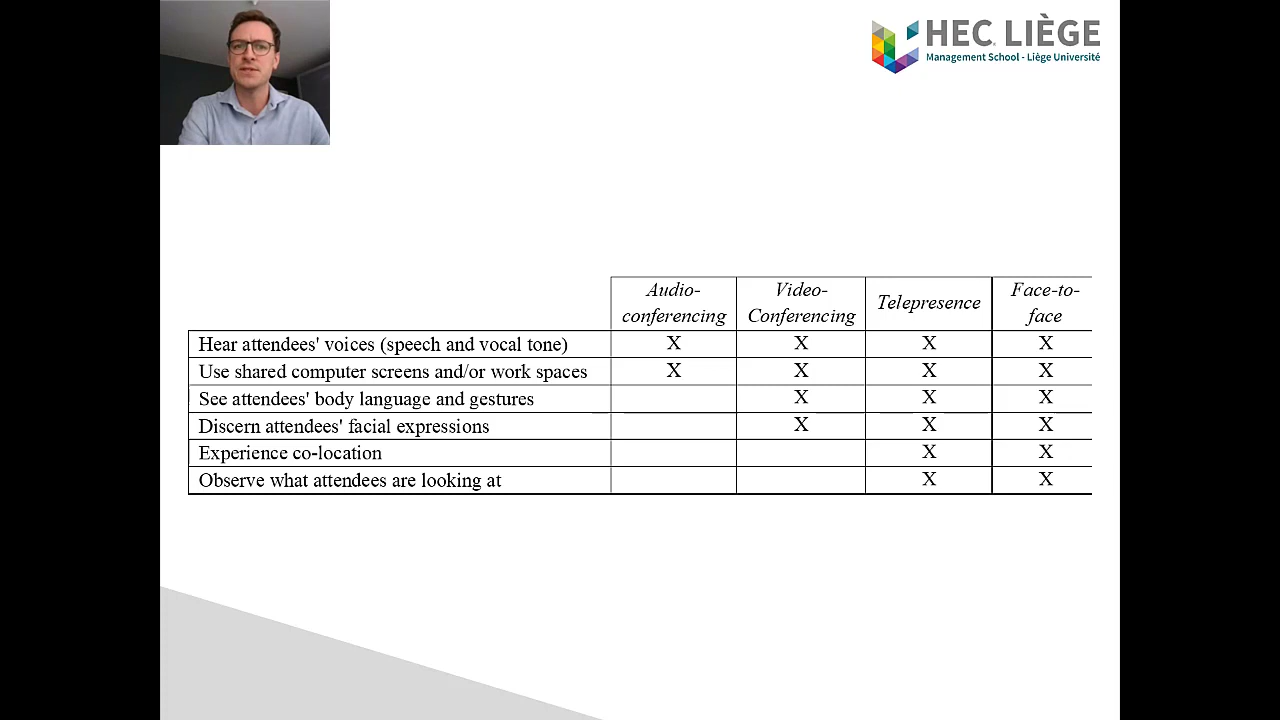 HEC LIÈGE
Management School - Liège Université
Audio- Video- Telepresence Face-to-
conferencing Conferencing face
Hear attendees' voices (speech and vocal tone) X X X X
Use shared computer screens and/or work spaces X X X X
See attendees' body language and gestures X X X
Discern attendees' facial expressions X X X
Experience co-location X X
Observe what attendees are looking at X X